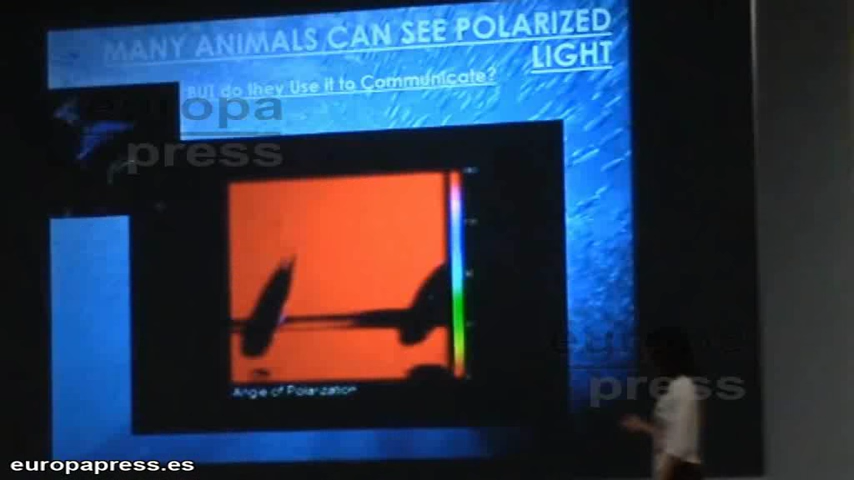 MANY ANIMALS CAN SEE POLARIZED
LIGHT
BUT do they Use it to Communicate?
europa
press
Angle of Polarization
europa
press
europapress.es